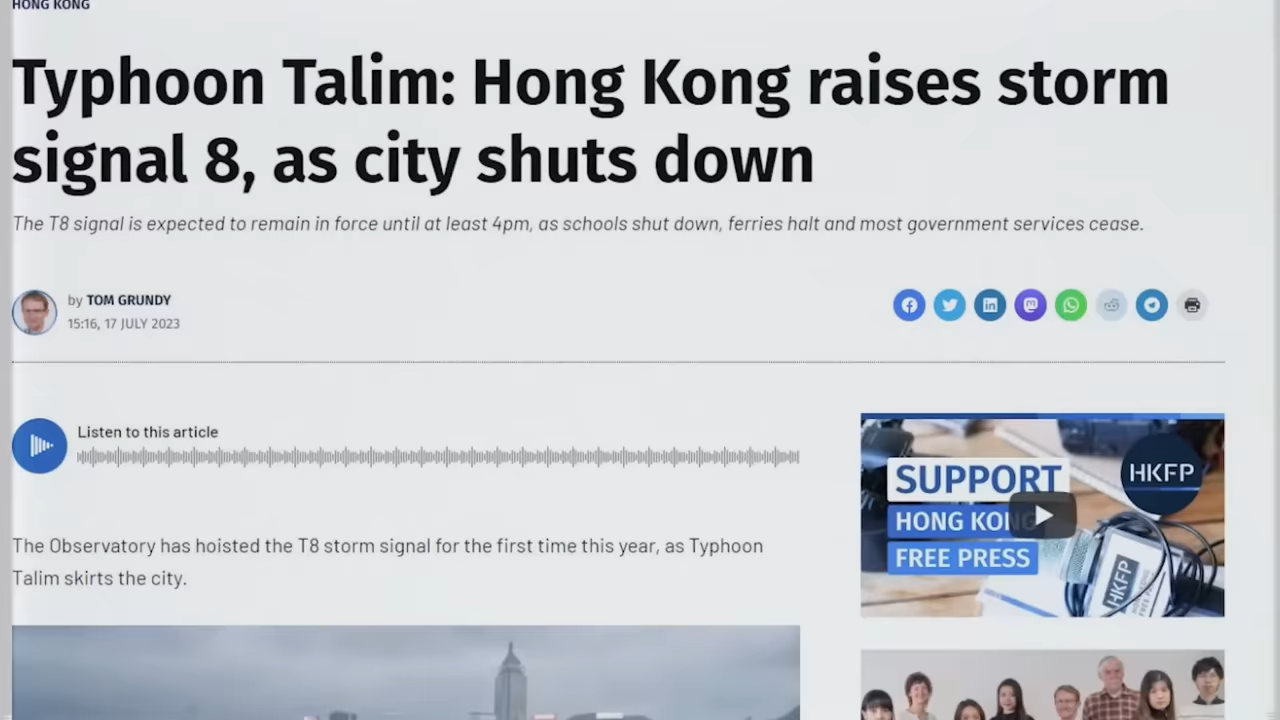 HONG KONG
Typhoon Talim: Hong Kong raises storm
signal 8, as city shuts down
The T8 signal is expected to remain in force until at least 4pm, as schools shut down, ferries halt and most government services cease.
by TOM GRUNDY
15:16, 17 JULY 2023
Listen to this article
The Observatory has hoisted the T8 storm signal for the first time this year, as Typhoon
Talim skirts the city.
SUPPORT
HONG KONG
FREE PRESS
HKFP
HKFP